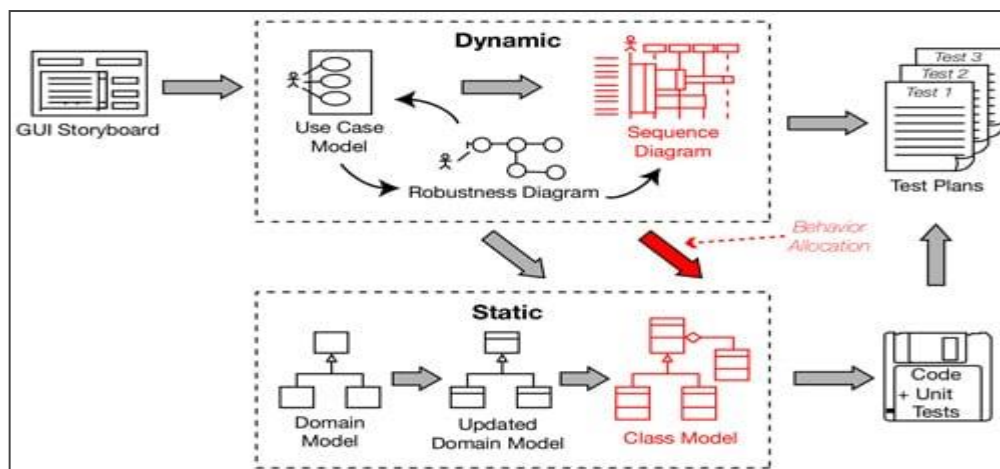 Dynamic
GUI Storyboard
Use Case
Model
Robustness Diagram
Sequence
Diagram
Test 3
Test 2
Test 1
Test Plans
Behavior
Allocation
Static
Domain
Model
Updated
Domain Model
Class Model
Code
+ Unit
Tests